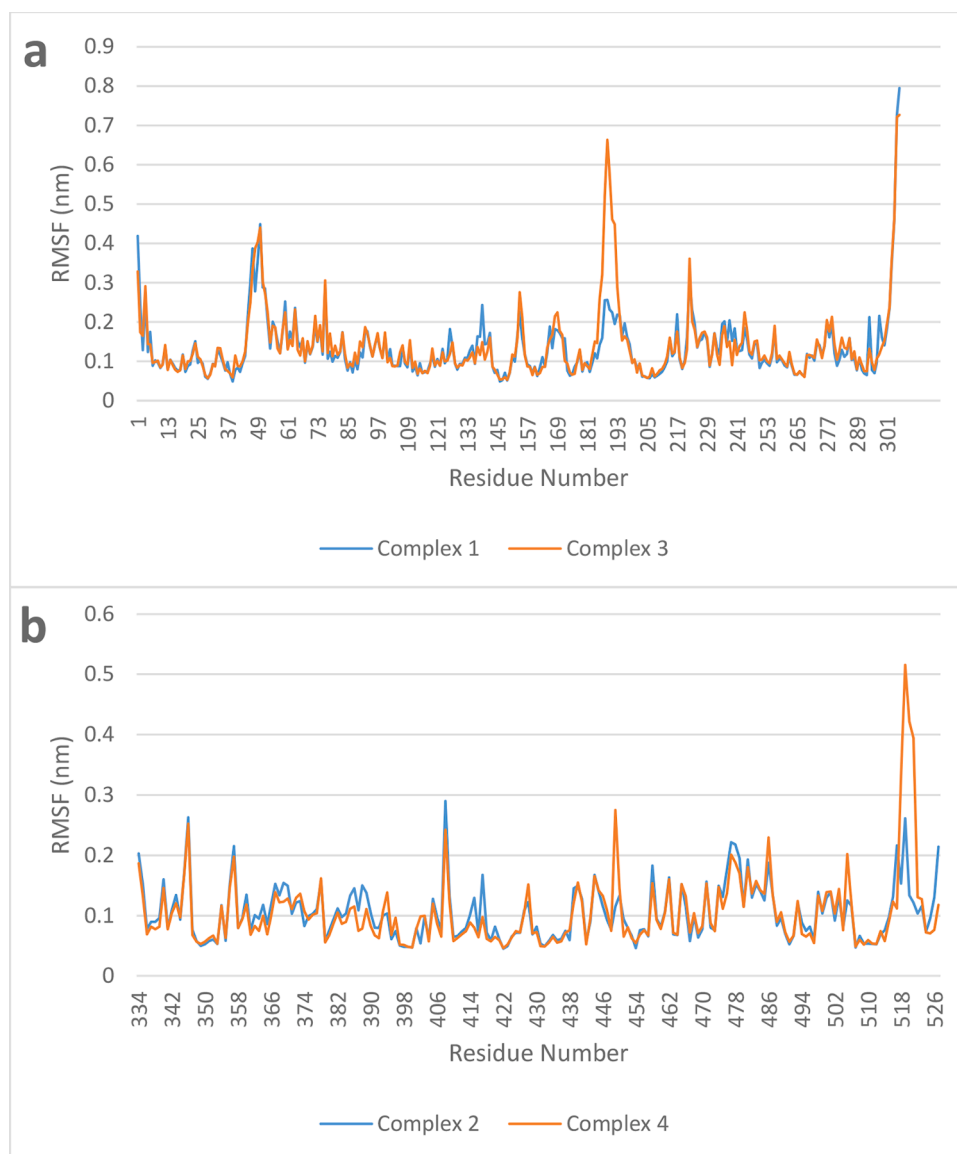 a
0.9
0.8
0.7
0.6
0.5
0.4
0.3
0.2
0.1
0
RMSF (nm)
1 13 25 37 49 61 73 85 97 109 121 133 145 157 169 181 193 205 217 229 241 253 265 277 289 301
Residue Number
Complex 1 Complex 3
b
0.6
0.5
0.4
0.3
0.2
0.1
0
RMSF (nm)
334 342 350 358 366 374 382 390 398 406 414 422 430 438 446 454 462 470 478 486 494 502 510 518 526
Residue Number
Complex 2 Complex 4